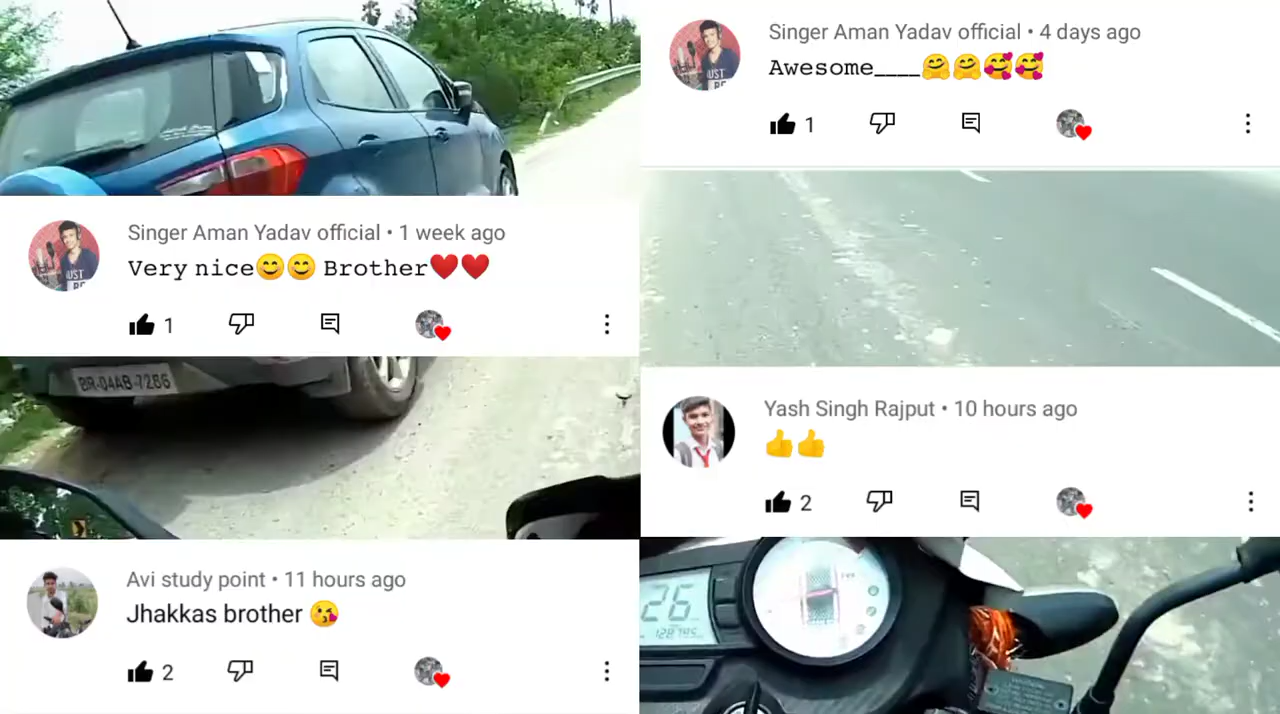 Singer Aman Yadav official • 1 week ago
Very nice😊😊 Brother❤️❤️
1
BR-04AB-7286
Avi study point • 11 hours ago
Jhakkas brother 😘
2
Singer Aman Yadav official • 4 days ago
Awesome____🤗🤗🥰🥰
1
Yash Singh Rajput • 10 hours ago
👍👍
2
26